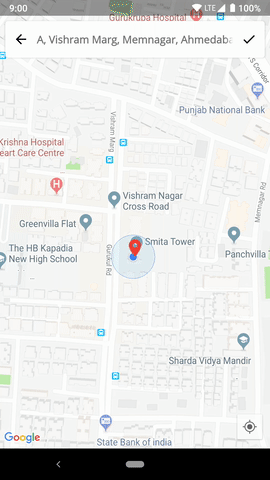 9:00
LTE
100%
Gurukrupa Hospital
A, Vishram Marg, Memnagar, Ahmedaba
S Corridor
Punjab National Bank
Vishram Marg
Krishna Hospital
eart Care Centre
H
Memnagar Rd
Vishram Nagar
Cross Road
Greenvilla Flat
Smita Tower
The HB Kapadia
New High School
Gurukul Rd
Panchvilla T
Sharda Vidya Mandir
Google
State Bank of india